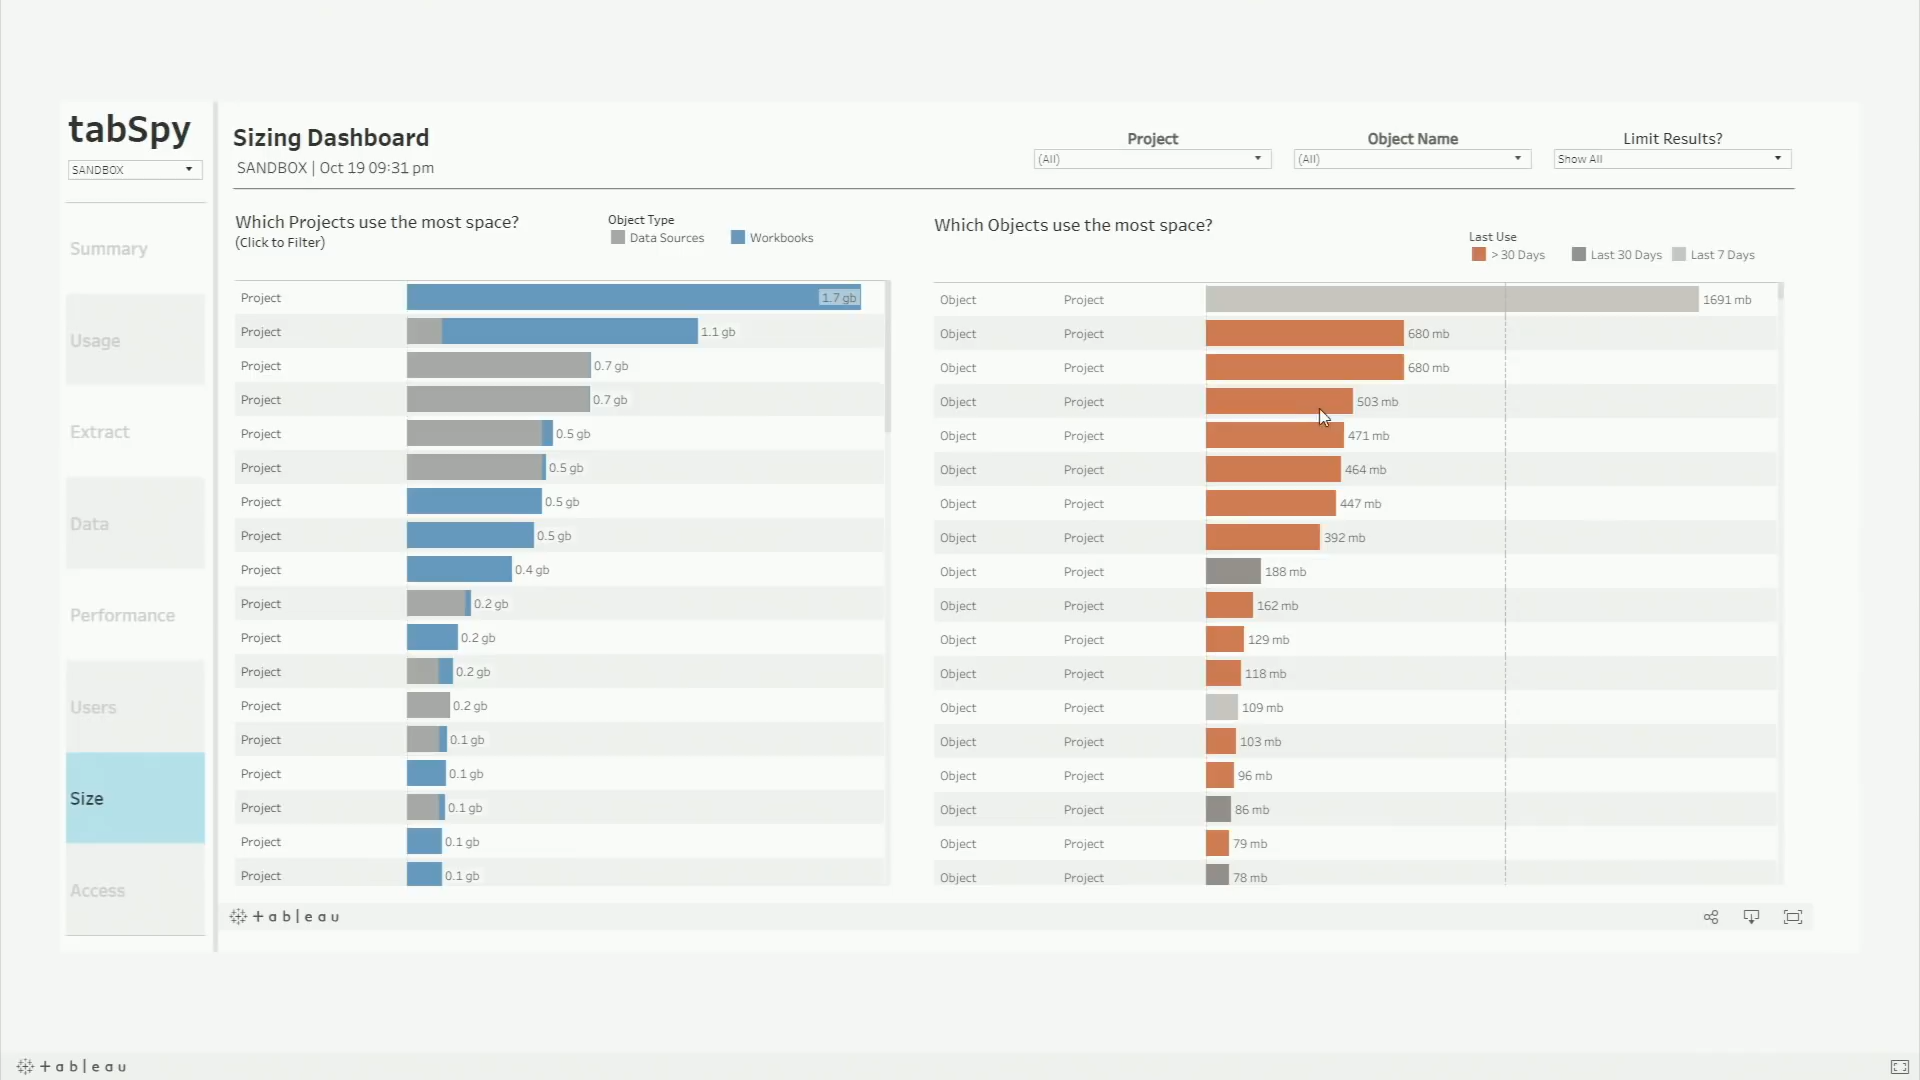 tabSpy
SANDBOX
Summary
Usage
Extract
Data
Performance
Users
Size
Access
Sizing Dashboard
SANDBOX | Oct 19 09:31 pm
Project
(All)
Object Name
(All)
Limit Results?
Show All
Which Projects use the most space?
(Click to Filter)
Object Type
Data Sources Workbooks
Project 1.7 gb
Project 1.1 gb
Project 0.7 gb
Project 0.7 gb
Project 0.5 gb
Project 0.5 gb
Project 0.5 gb
Project 0.5 gb
Project 0.4 gb
Project 0.2 gb
Project 0.2 gb
Project 0.2 gb
Project 0.2 gb
Project 0.1 gb
Project 0.1 gb
Project 0.1 gb
Project 0.1 gb
Project 0.1 gb
Which Objects use the most space?
Last Use
> 30 Days Last 30 Days Last 7 Days
Object Project 1691 mb
Object Project 680 mb
Object Project 680 mb
Object Project 503 mb
Object Project 471 mb
Object Project 464 mb
Object Project 447 mb
Object Project 392 mb
Object Project 188 mb
Object Project 162 mb
Object Project 129 mb
Object Project 118 mb
Object Project 109 mb
Object Project 103 mb
Object Project 96 mb
Object Project 86 mb
Object Project 79 mb
Object Project 78 mb
+ a b | e a u
+ a b | e a u